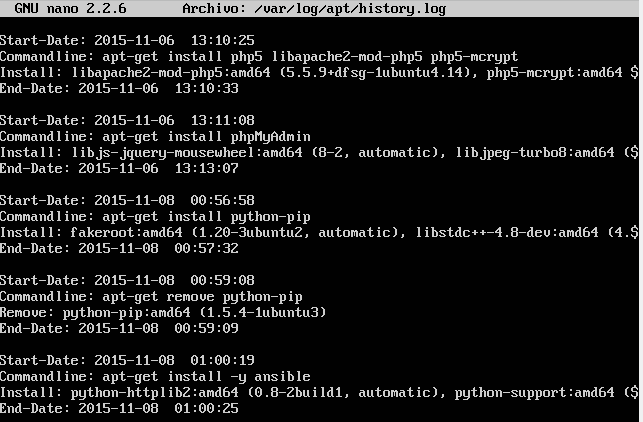 GNU nano 2.2.6 Archivo: /var/log/apt/history.log
Start-Date: 2015-11-06  13:10:25
Commandline: apt-get install php5 libapache2-mod-php5 php5-mcrypt
Install: libapache2-mod-php5:amd64 (5.5.9+dfsg-1ubuntu4.14), php5-mcrypt:amd64 $
End-Date: 2015-11-06  13:10:33
Start-Date: 2015-11-06  13:11:08
Commandline: apt-get install phpMyAdmin
Install: libjs-jquery-mousewheel:amd64 (8-2, automatic), libjpeg-turbo8:amd64 ($
End-Date: 2015-11-06  13:13:07
Start-Date: 2015-11-08  00:56:58
Commandline: apt-get install python-pip
Install: fakeroot:amd64 (1.20-3ubuntu2, automatic), libstdc++-4.8-dev:amd64 (4.$
End-Date: 2015-11-08  00:57:32
Start-Date: 2015-11-08  00:59:08
Commandline: apt-get remove python-pip
Remove: python-pip:amd64 (1.5.4-1ubuntu3)
End-Date: 2015-11-08  00:59:09
Start-Date: 2015-11-08  01:00:19
Commandline: apt-get install -y ansible
Install: python-httplib2:amd64 (0.8-2build1, automatic), python-support:amd64 ($
End-Date: 2015-11-08  01:00:25